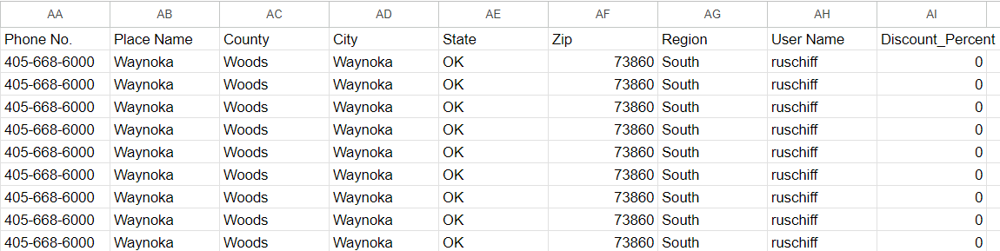 AA AB AC AD AE AF AG AH AI
Phone No. Place Name County City State Zip Region User Name Discount_Percent
405-668-6000 Waynoka Woods Waynoka OK 73860 South ruschiff 0
405-668-6000 Waynoka Woods Waynoka OK 73860 South ruschiff 0
405-668-6000 Waynoka Woods Waynoka OK 73860 South ruschiff 0
405-668-6000 Waynoka Woods Waynoka OK 73860 South ruschiff 0
405-668-6000 Waynoka Woods Waynoka OK 73860 South ruschiff 0
405-668-6000 Waynoka Woods Waynoka OK 73860 South ruschiff 0
405-668-6000 Waynoka Woods Waynoka OK 73860 South ruschiff 0
405-668-6000 Waynoka Woods Waynoka OK 73860 South ruschiff 0
405-668-6000 Waynoka Woods Waynoka OK 73860 South ruschiff 0